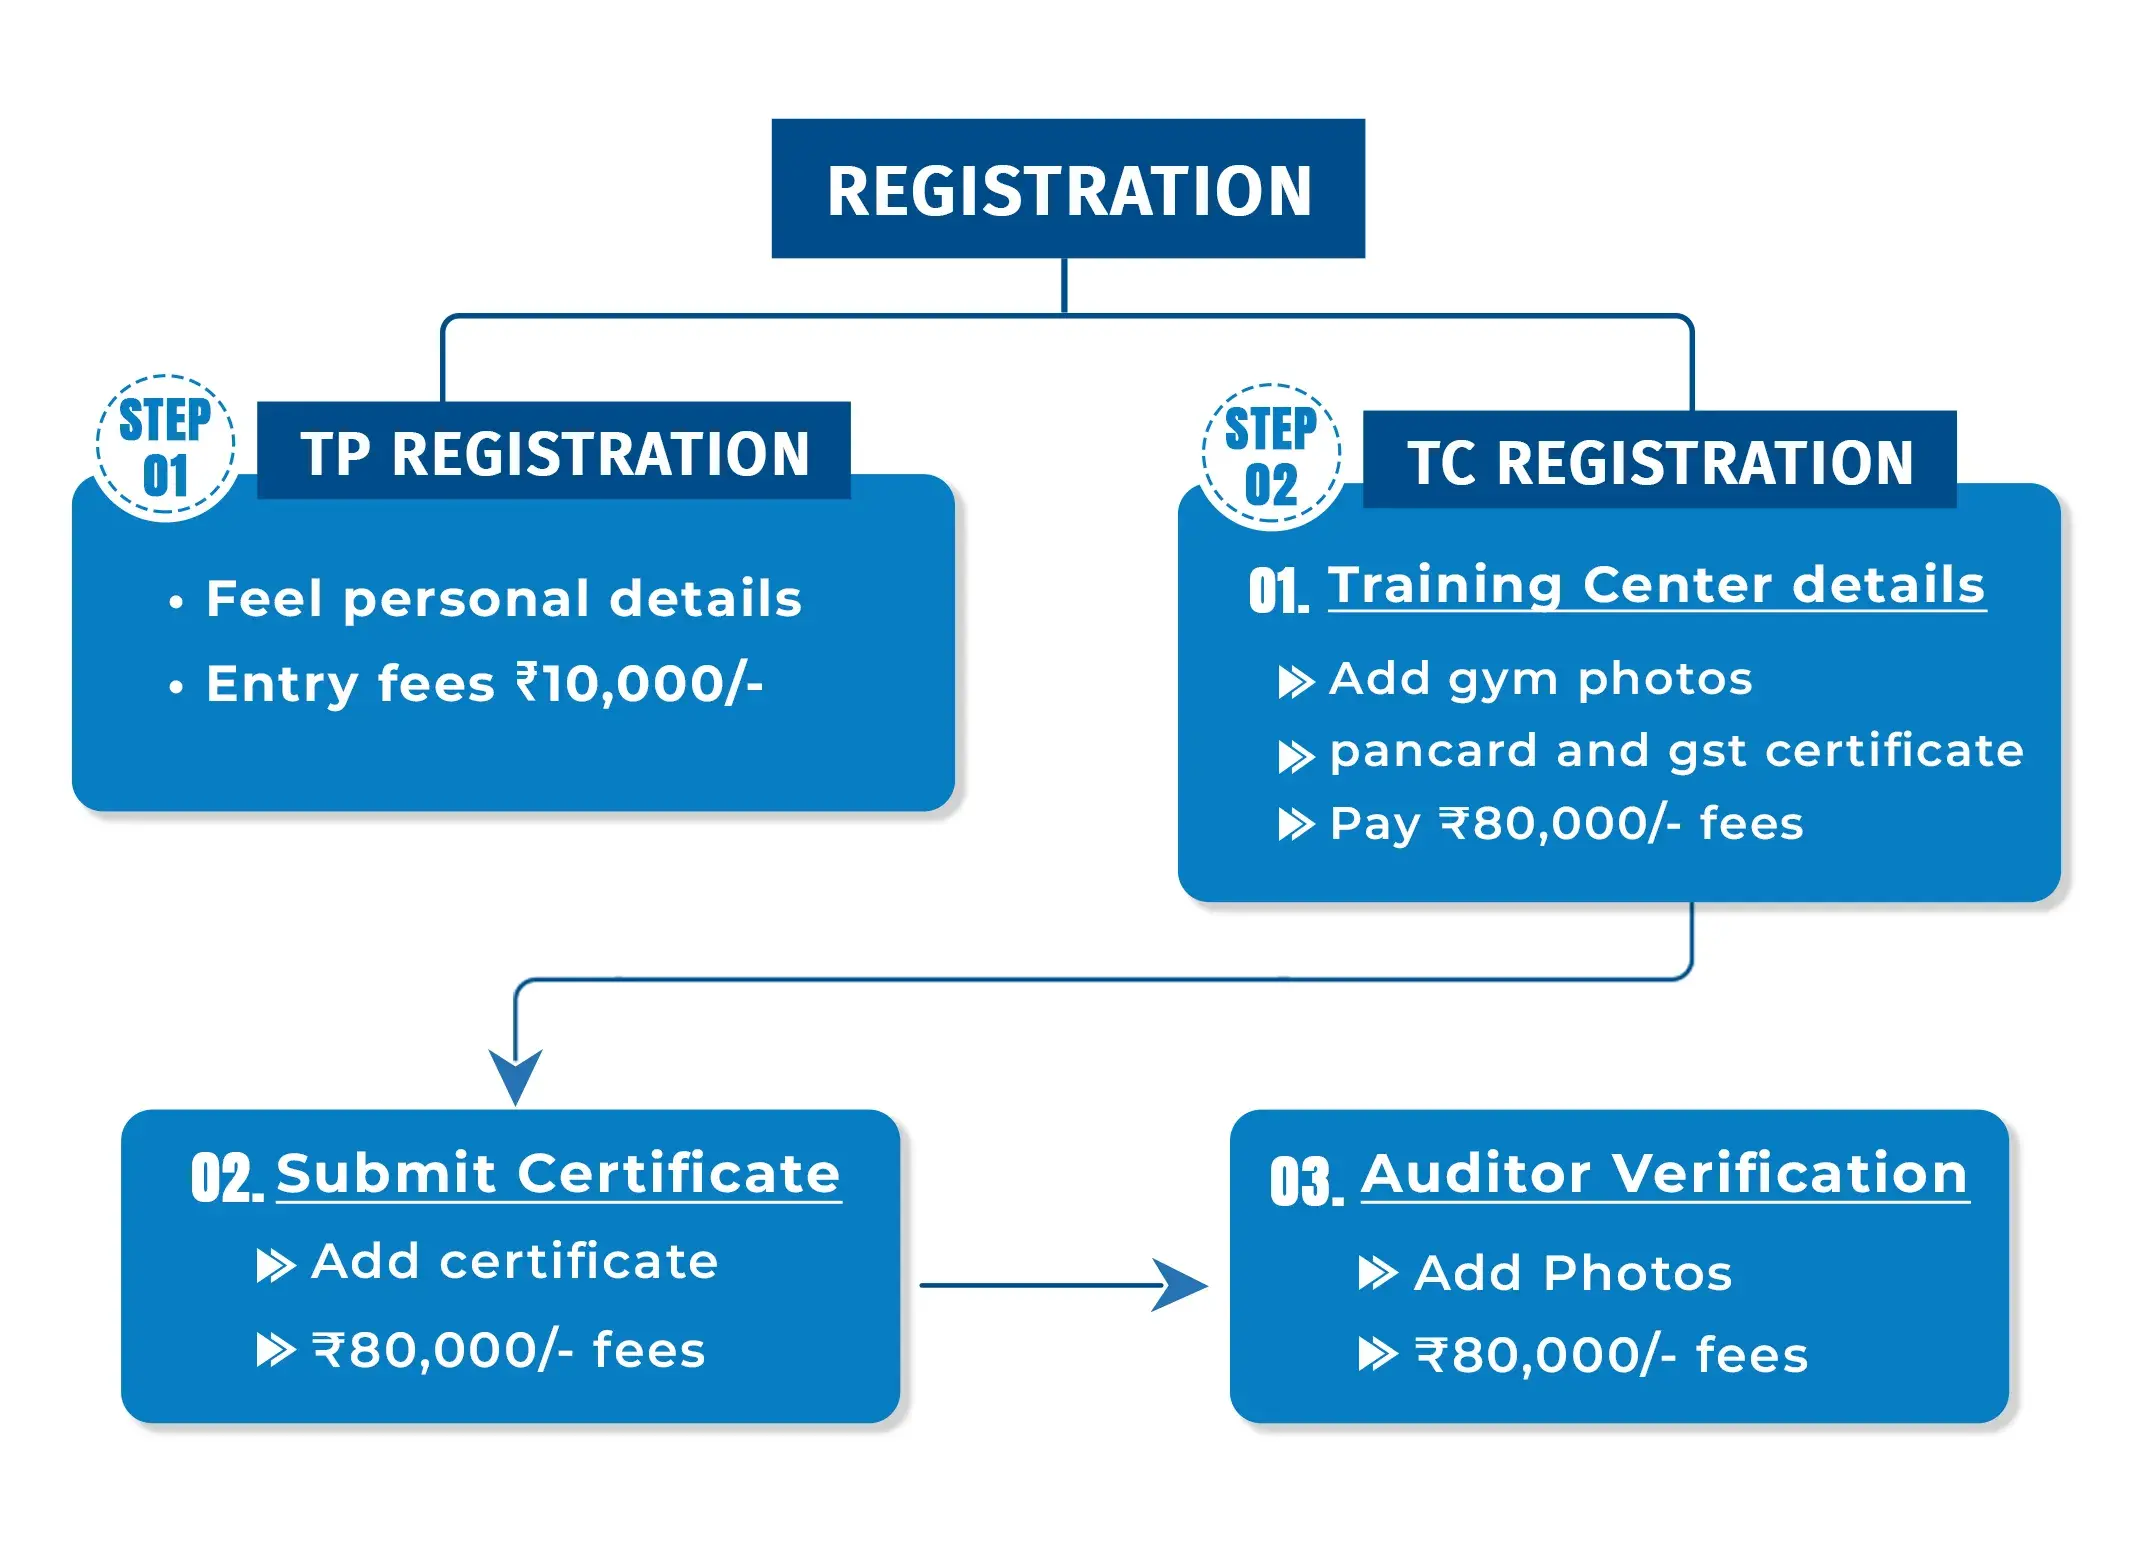 REGISTRATION
STEP
01
TP REGISTRATION
• Feel personal details
• Entry fees ₹10,000/-
STEP
02
TC REGISTRATION
01. Training Center details
Add gym photos
pancard and gst certificate
Pay ₹80,000/- fees
02. Submit Certificate
Add certificate
₹80,000/- fees
03. Auditor Verification
Add Photos
₹80,000/- fees